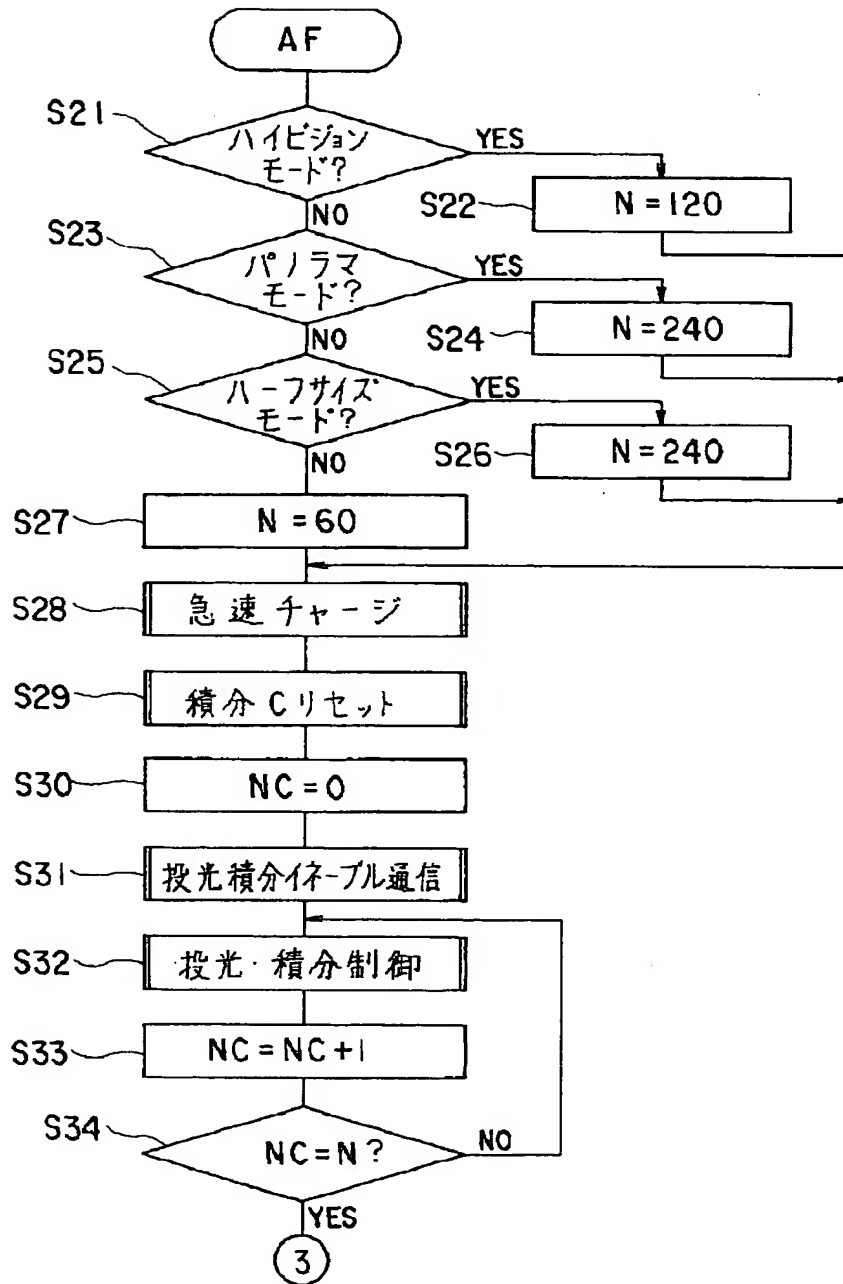 AF
S21
ハイビジョン
モード?
YES
NO
S22
N=120
S23
パノラマ
モード?
YES
NO
S24
N=240
S25
ハーフサイズ
モード?
YES
NO
S26
N=240
S27
N=60
S28
急速チャージ
S29
積分Cリセット
S30
NC=0
S31
投光積分イネーブル通信
S32
投光・積分制御
S33
NC=NC+1
S34
NC=N?
NO
YES
3